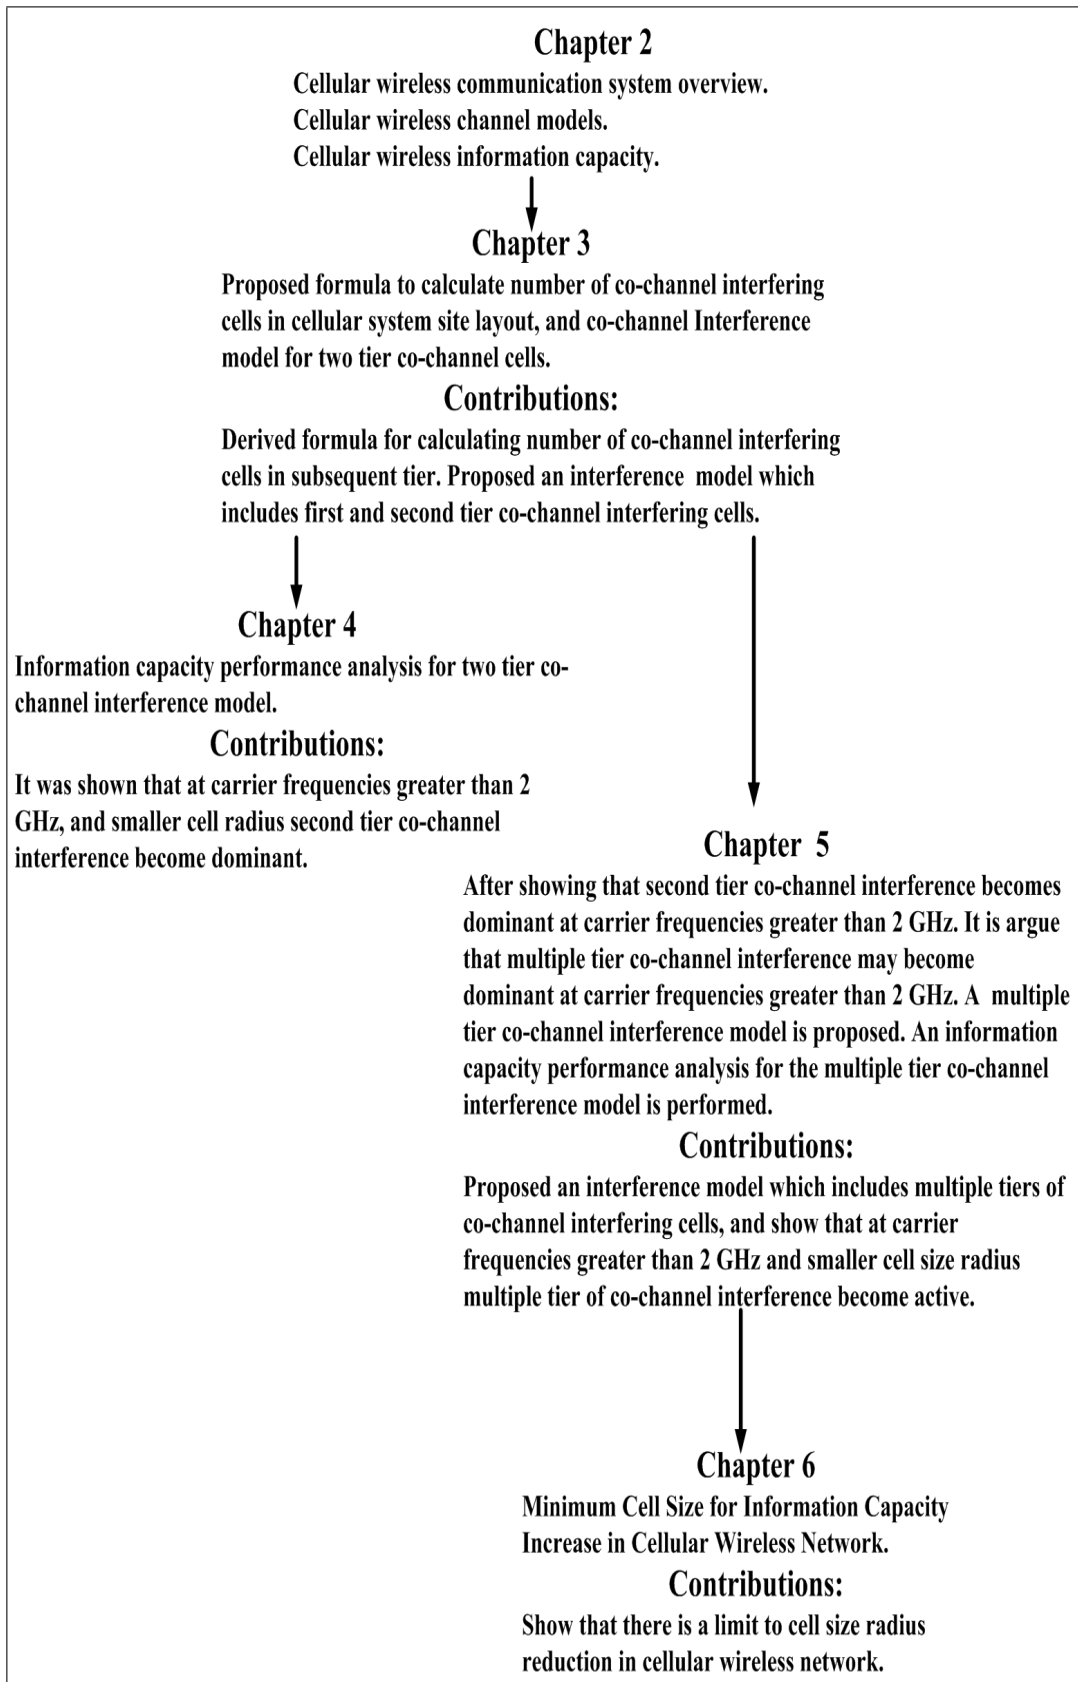 Chapter 2
Cellular wireless communication system overview.
Cellular wireless channel models.
Cellular wireless information capacity.
Chapter 3
Proposed formula to calculate number of co-channel interfering
cells in cellular system site layout, and co-channel Interference
model for two tier co-channel cells.
Contributions:
Derived formula for calculating number of co-channel interfering
cells in subsequent tier. Proposed an interference model which
includes first and second tier co-channel interfering cells.
Chapter 4
Information capacity performance analysis for two tier co-
channel interference model.
Contributions:
It was shown that at carrier frequencies greater than 2
GHz, and smaller cell radius second tier co-channel
interference become dominant.
Chapter 5
After showing that second tier co-channel interference becomes
dominant at carrier frequencies greater than 2 GHz. It is argue
that multiple tier co-channel interference may become
dominant at carrier frequencies greater than 2 GHz. A multiple
tier co-channel interference model is proposed. An information
capacity performance analysis for the multiple tier co-channel
interference model is performed.
Contributions:
Proposed an interference model which includes multiple tiers of
co-channel interfering cells, and show that at carrier
frequencies greater than 2 GHz and smaller cell size radius
multiple tier of co-channel interference become active.
Chapter 6
Minimum Cell Size for Information Capacity
Increase in Cellular Wireless Network.
Contributions:
Show that there is a limit to cell size radius
reduction in cellular wireless network.